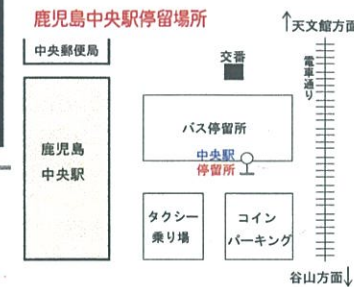 鹿児島中央駅停留場所
↑天文館方面
中央郵便局
交番
電車通り
バス停留所
鹿児島
中央駅
中央駅
停留所
タクシー
乗り場
コイン
パーキング
谷山方面↓